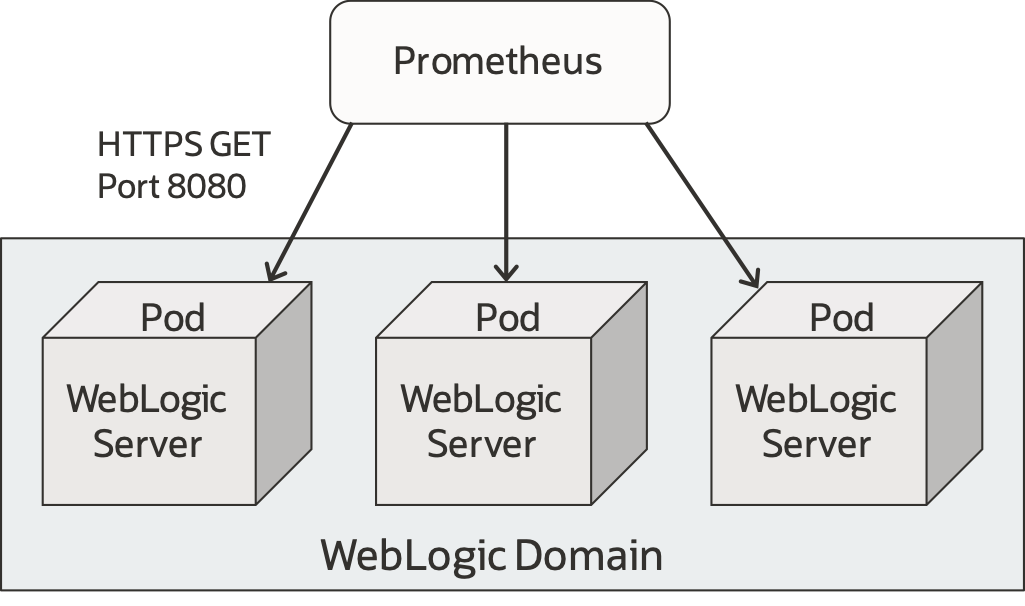 Prometheus
HTTPS GET
Port 8080
Pod
Pod
Pod
WebLogic
Server
WebLogic
Server
WebLogic
Server
WebLogic Domain